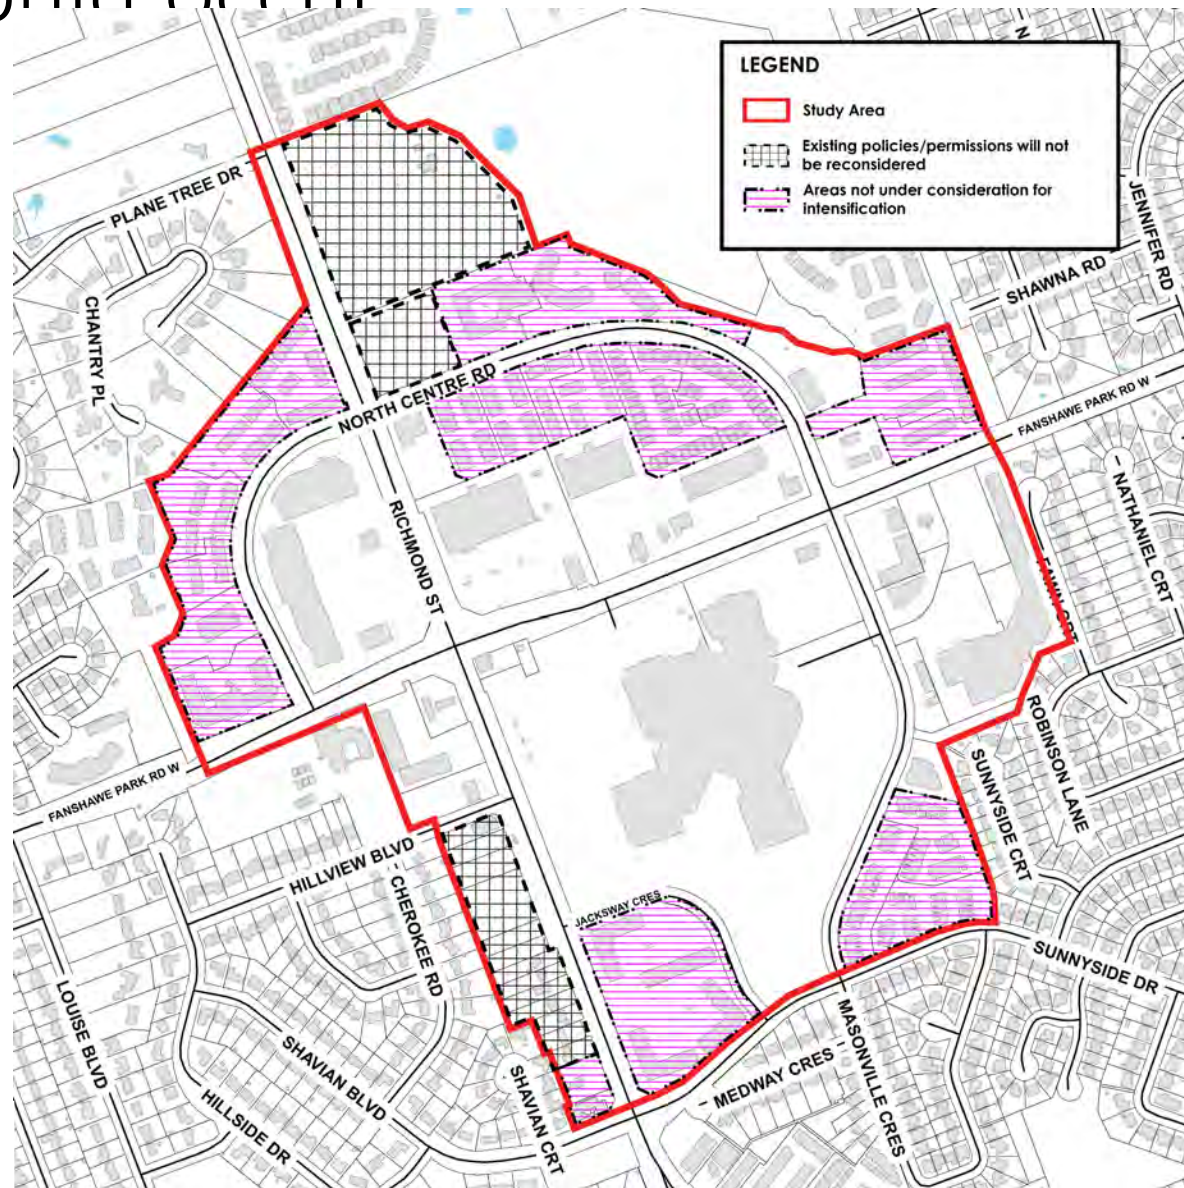 LEGEND
Study Area
Existing policies/permissions will not
be reconsidered
Areas not under consideration for
intensification
PLANE TREE DR
CHANTRY PL
JENNIFER RD
SHAWNA RD
NORTH CENTRE RD
FANSHAWE PARK RD W
NATHANIEL CRT
RICHMOND ST
FAWN CRT
ROBINSON LANE
FANSHAWE PARK RD W
SUNNYSIDE CRT
HILLVIEW BLVD
CHEROKEE RD
JACKSWAY CRES
SUNNYSIDE DR
LOUISE BLVD
SHAVIAN BLVD
MASONVILLE CRES
MEDWAY CRES
HILLSIDE DR
SHAVIAN CRT